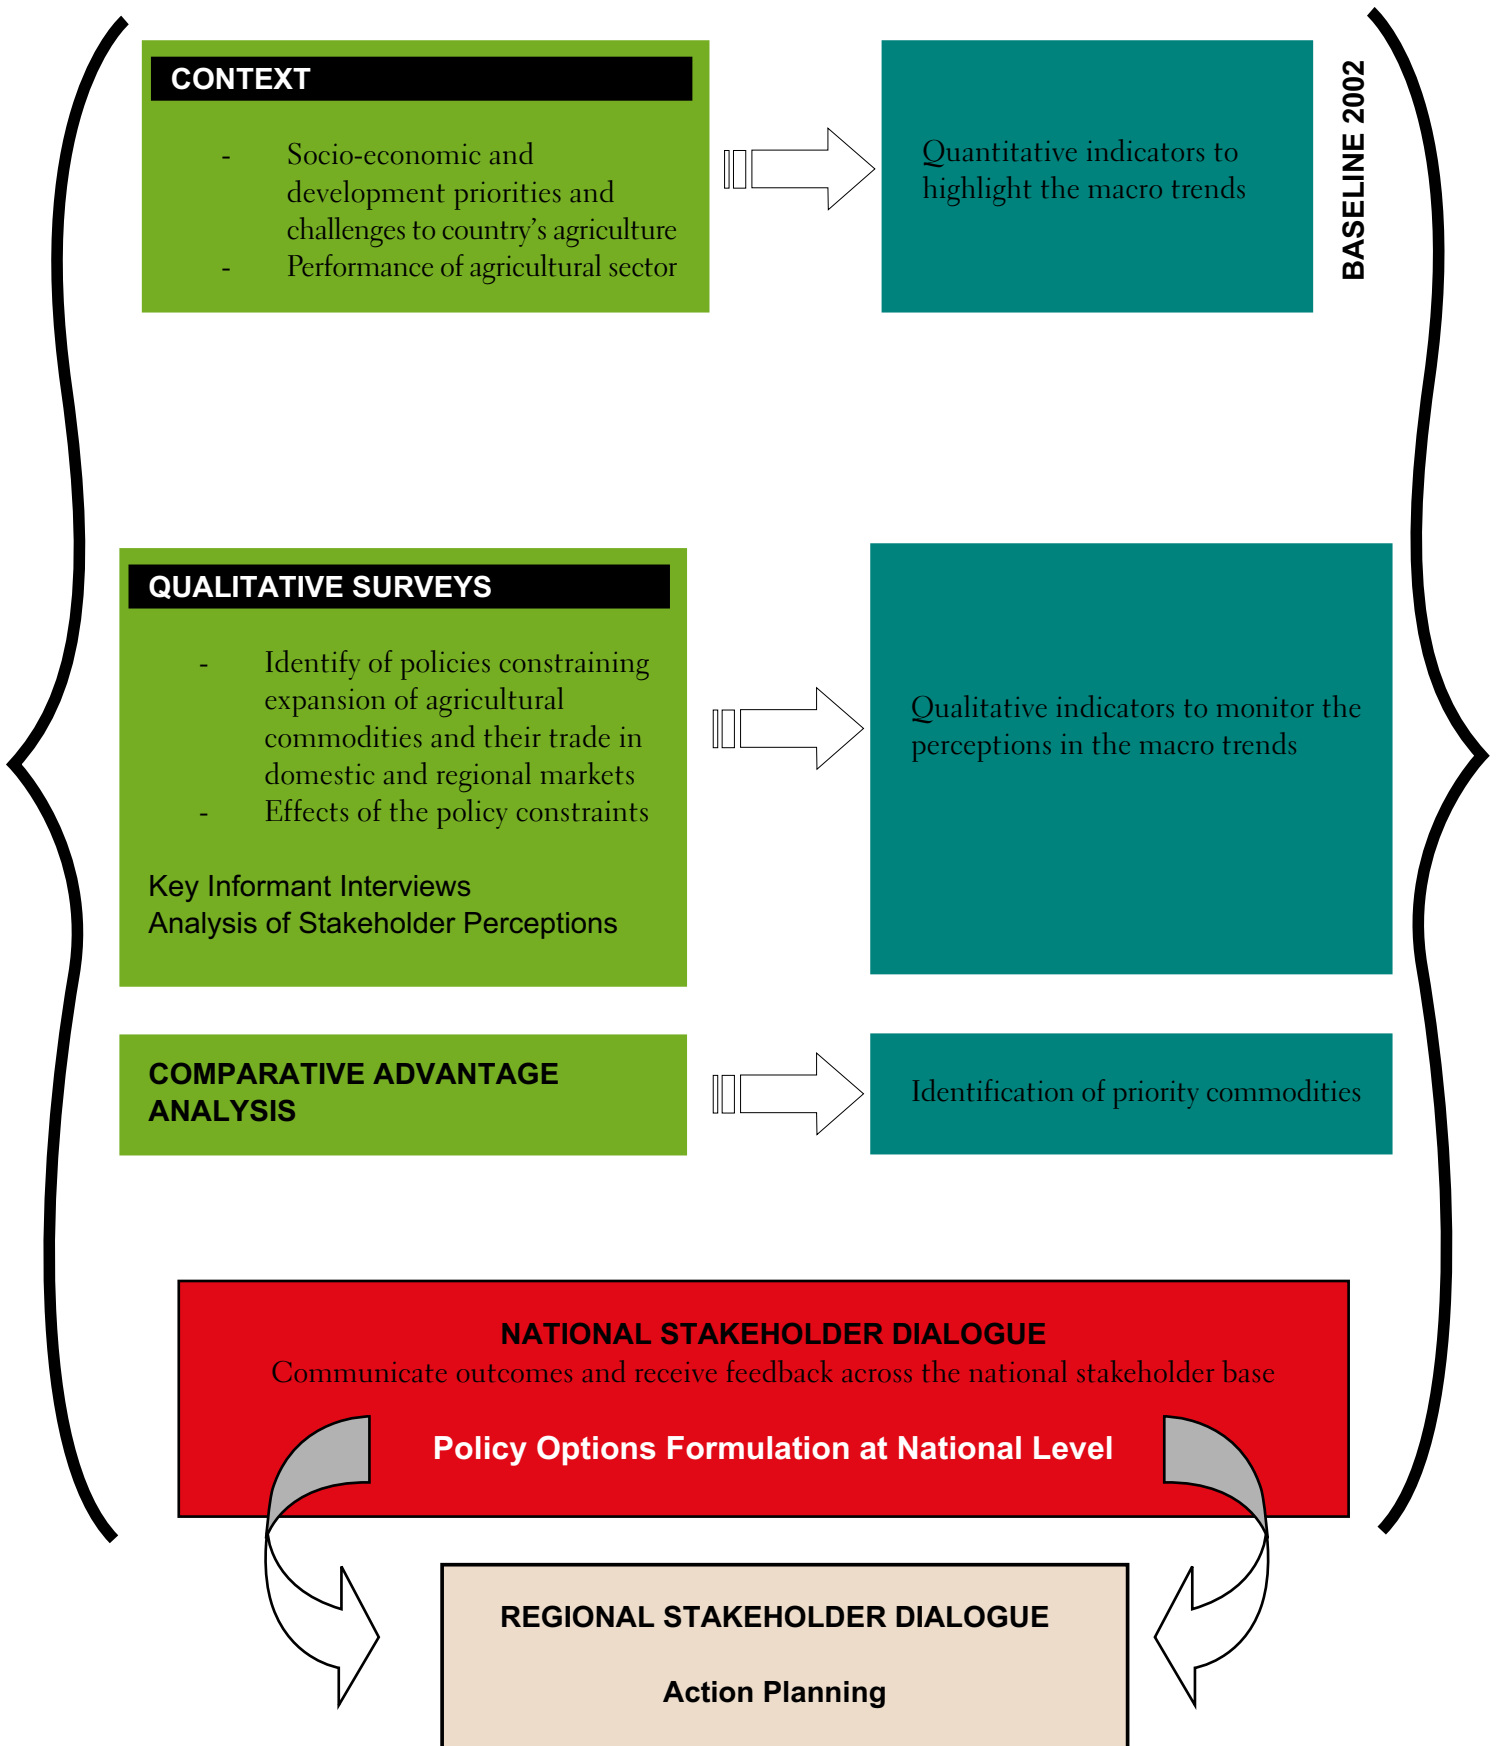 CONTEXT
- Socio-economic and
development priorities and
challenges to country’s agriculture
- Performance of agricultural sector
Quantitative indicators to
highlight the macro trends
BASELINE 2002
QUALITATIVE SURVEYS
- Identify of policies constraining
expansion of agricultural
commodities and their trade in
domestic and regional markets
- Effects of the policy constraints
Key Informant Interviews
Analysis of Stakeholder Perceptions
Qualitative indicators to monitor the
perceptions in the macro trends
COMPARATIVE ADVANTAGE
ANALYSIS
Identification of priority commodities
NATIONAL STAKEHOLDER DIALOGUE
Communicate outcomes and receive feedback across the national stakeholder base
Policy Options Formulation at National Level
REGIONAL STAKEHOLDER DIALOGUE
Action Planning